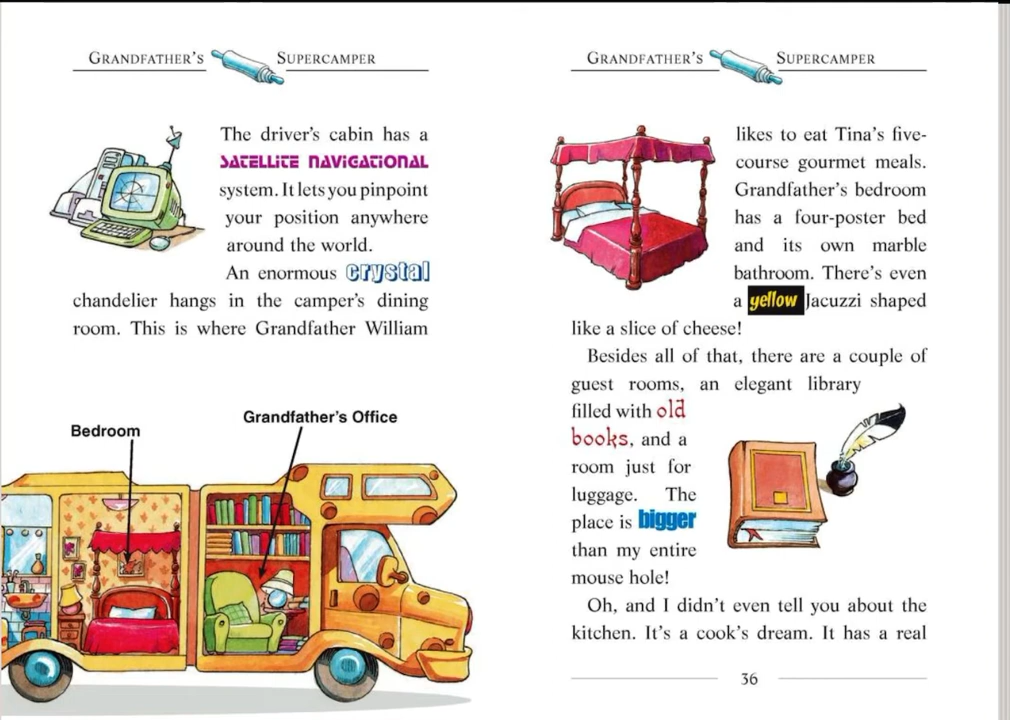 GRANDFATHER'S SUPERCAMPER
The driver's cabin has a
SATELLITE NAVIGATIONAL
system. It lets you pinpoint
your position anywhere
around the world.
An enormous crystal
chandelier hangs in the camper's dining
room. This is where Grandfather William
Bedroom
Grandfather's Office
GRANDFATHER'S SUPERCAMPER
likes to eat Tina's five-
course gourmet meals.
Grandfather's bedroom
has a four-poster bed
and its own marble
bathroom. There's even
a yellow Jacuzzi shaped
like a slice of cheese!
Besides all of that, there are a couple of
guest rooms, an elegant library
filled with old
books, and a
room just for
luggage. The
place is bigger
than my entire
mouse hole!
Oh, and I didn't even tell you about the
kitchen. It's a cook's dream. It has a real
36